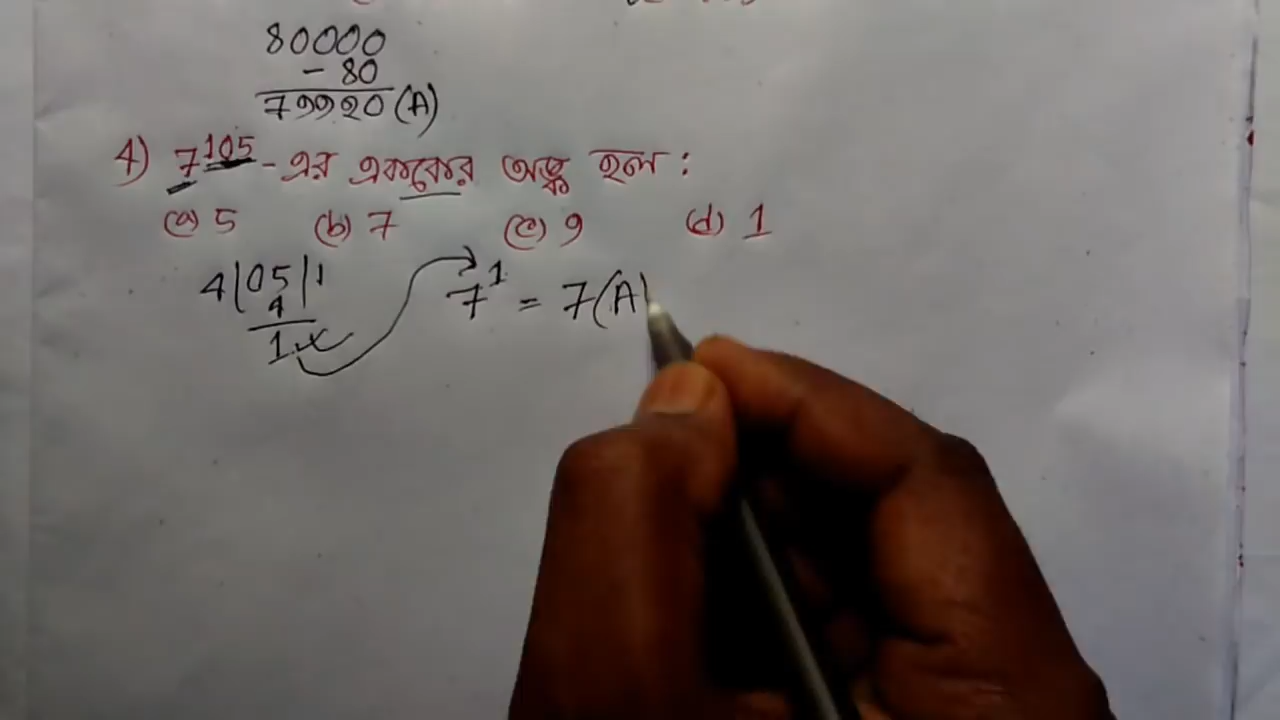 80000
- 80
79920(A)
4) 7^105 - এর এককের অঙ্ক হল :
(a) 5 (b) 7 (c) 9 (d) 1
4|05|1 7^1 = 7(A)
4
1